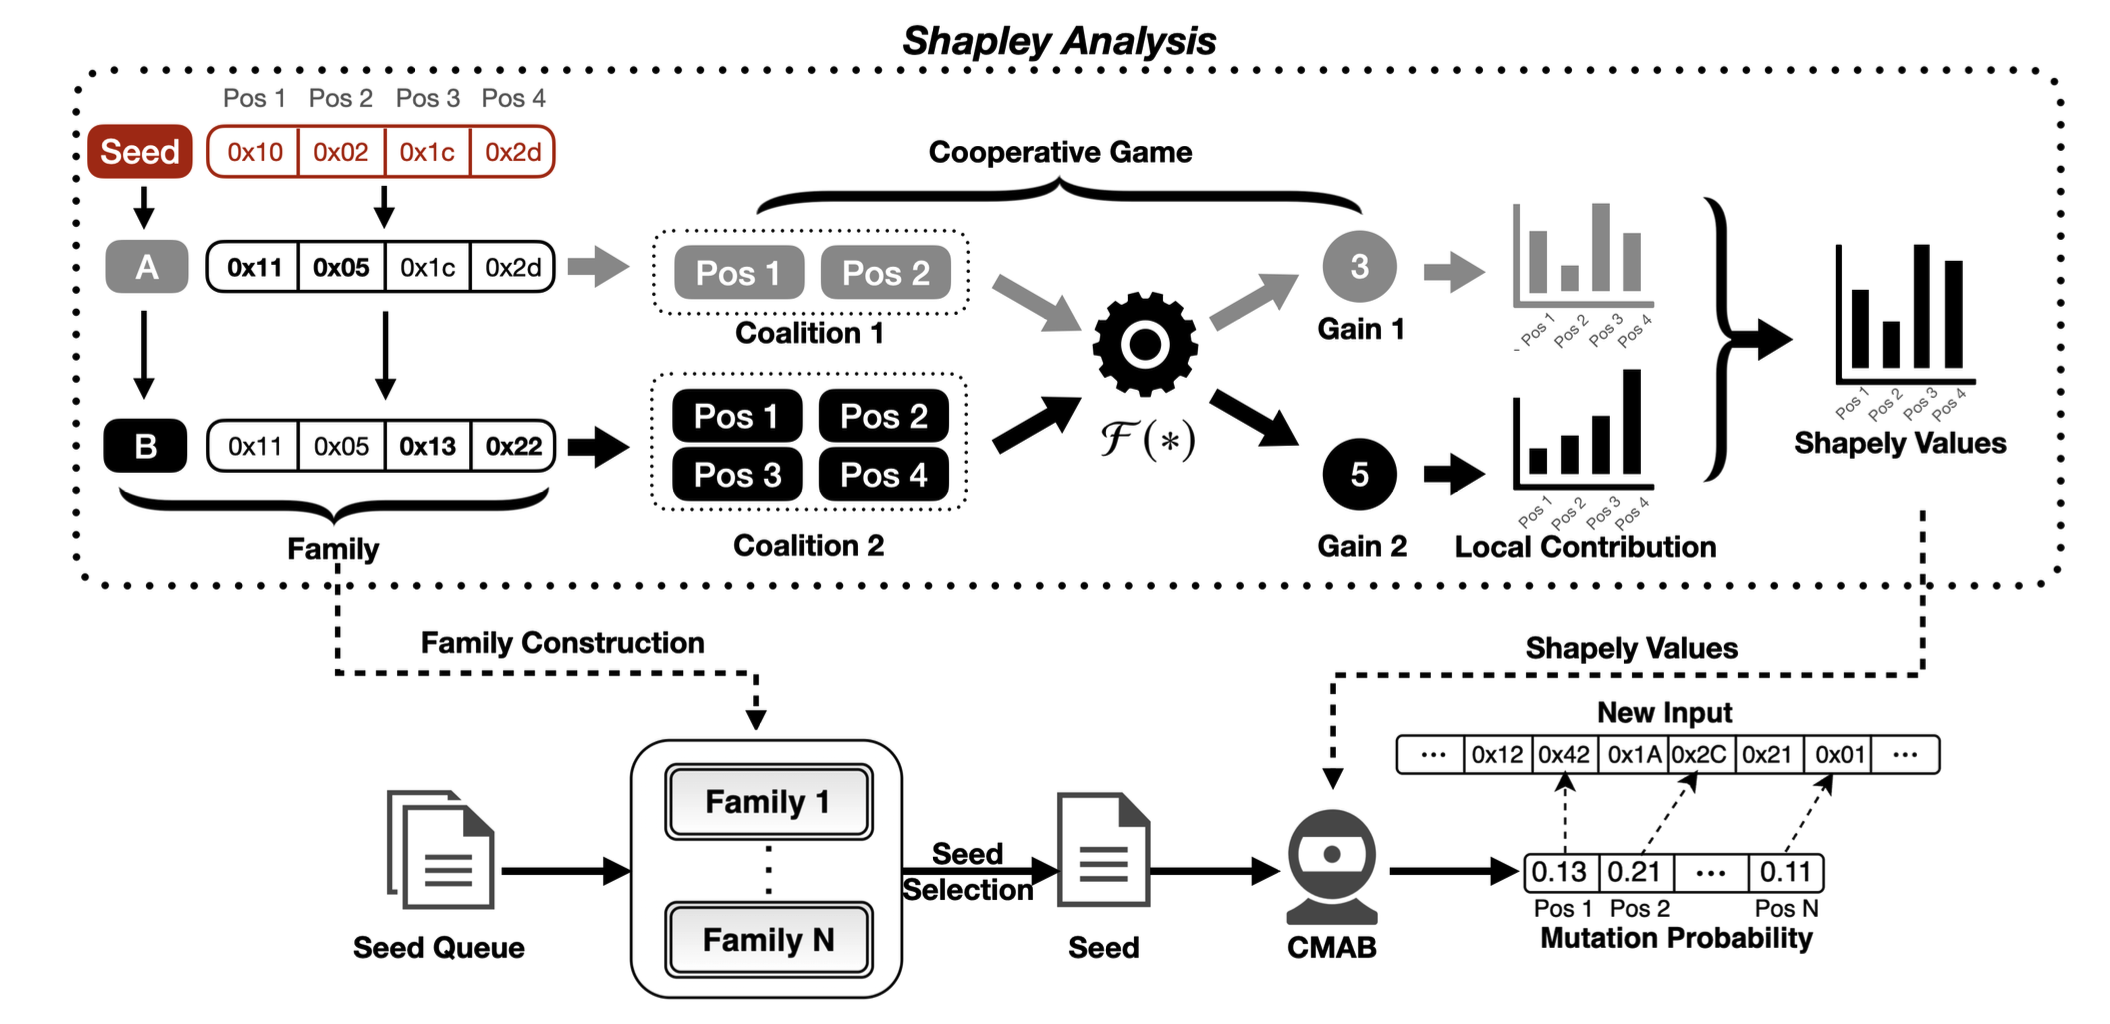 Shapley Analysis
Pos 1 Pos 2 Pos 3 Pos 4
Seed 0x10 0x02 0x1c 0x2d
Cooperative Game
A 0x11 0x05 0x1c 0x2d
Pos 1 Pos 2
Coalition 1
3
Gain 1
Pos 1 Pos 2 Pos 3 Pos 4
B 0x11 0x05 0x13 0x22
Pos 1 Pos 2
Pos 3 Pos 4
Coalition 2
ℱ(∗)
5
Gain 2
Pos 1 Pos 2 Pos 3 Pos 4
Local Contribution
Pos 1 Pos 2 Pos 3 Pos 4
Shapely Values
Family
Family Construction
Shapely Values
Seed Queue
Family 1
⋮
Family N
Seed
Selection
Seed
CMAB
New Input
... 0x12 0x42 0x1A 0x2C 0x21 0x01 ...
0.13 0.21 ... 0.11
Pos 1 Pos 2 Pos N
Mutation Probability